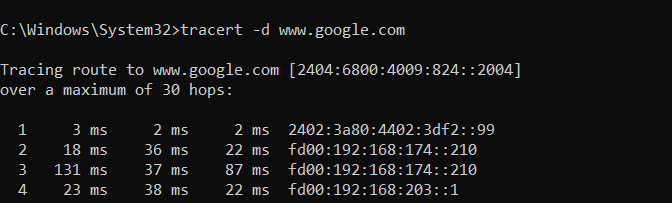 C:\Windows\System32>tracert -d www.google.com
Tracing route to www.google.com [2404:6800:4009:824::2004]
over a maximum of 30 hops:
1 3 ms 2 ms 2 ms 2402:3a80:4402:3df2::99
2 18 ms 36 ms 22 ms fd00:192:168:174::210
3 131 ms 37 ms 87 ms fd00:192:168:174::210
4 23 ms 38 ms 22 ms fd00:192:168:203::1